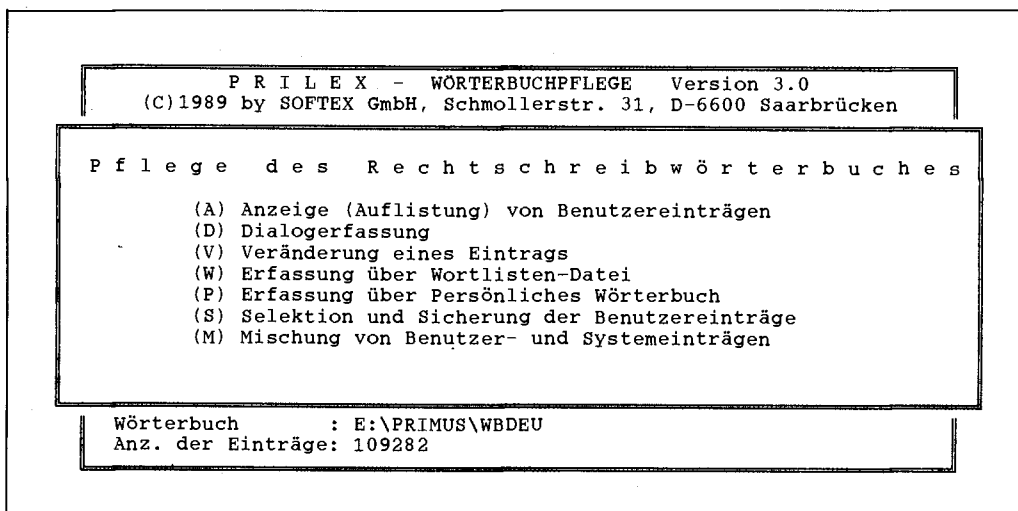 P R I L E X - WÖRTERBUCHPFLEGE Version 3.0
(C)1989 by SOFTEX GmbH, Schmollerstr. 31, D-6600 Saarbrücken
P f l e g e d e s R e c h t s c h r e i b w ö r t e r b u c h e s
(A) Anzeige (Auflistung) von Benutzereinträgen
(D) Dialogerfassung
(V) Veränderung eines Eintrags
(W) Erfassung über Wortlisten-Datei
(P) Erfassung über Persönliches Wörterbuch
(S) Selektion und Sicherung der Benutzereinträge
(M) Mischung von Benutzer- und Systemeinträgen
Wörterbuch : E:\PRIMUS\WBDEU
Anz. der Einträge: 109282